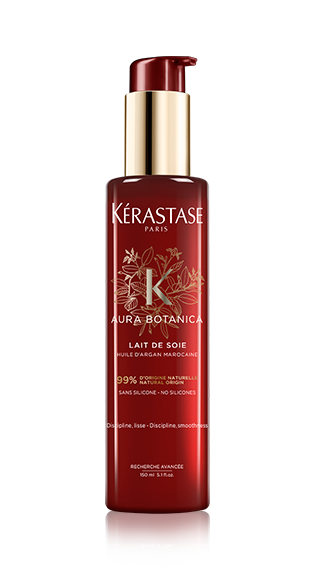 KÉRASTASE
PARIS
K
AURA BOTANICA
LAIT DE SOIE
HUILE D'ARGAN MAROCAINE
99% D'ORIGINE NATURELLE
NATURAL ORIGIN
SANS SILICONE - NO SILICONES
Discipline, lisse - Discipline, smoothness
RECHERCHE AVANCÉE
150 ml 5.1 fl.oz.